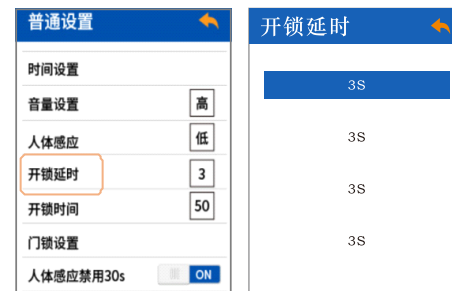 普通设置
时间设置
音量设置 高
人体感应 低
开锁延时 3
开锁时间 50
门锁设置
人体感应禁用30s ON
开锁延时
3S
3S
3S
3S